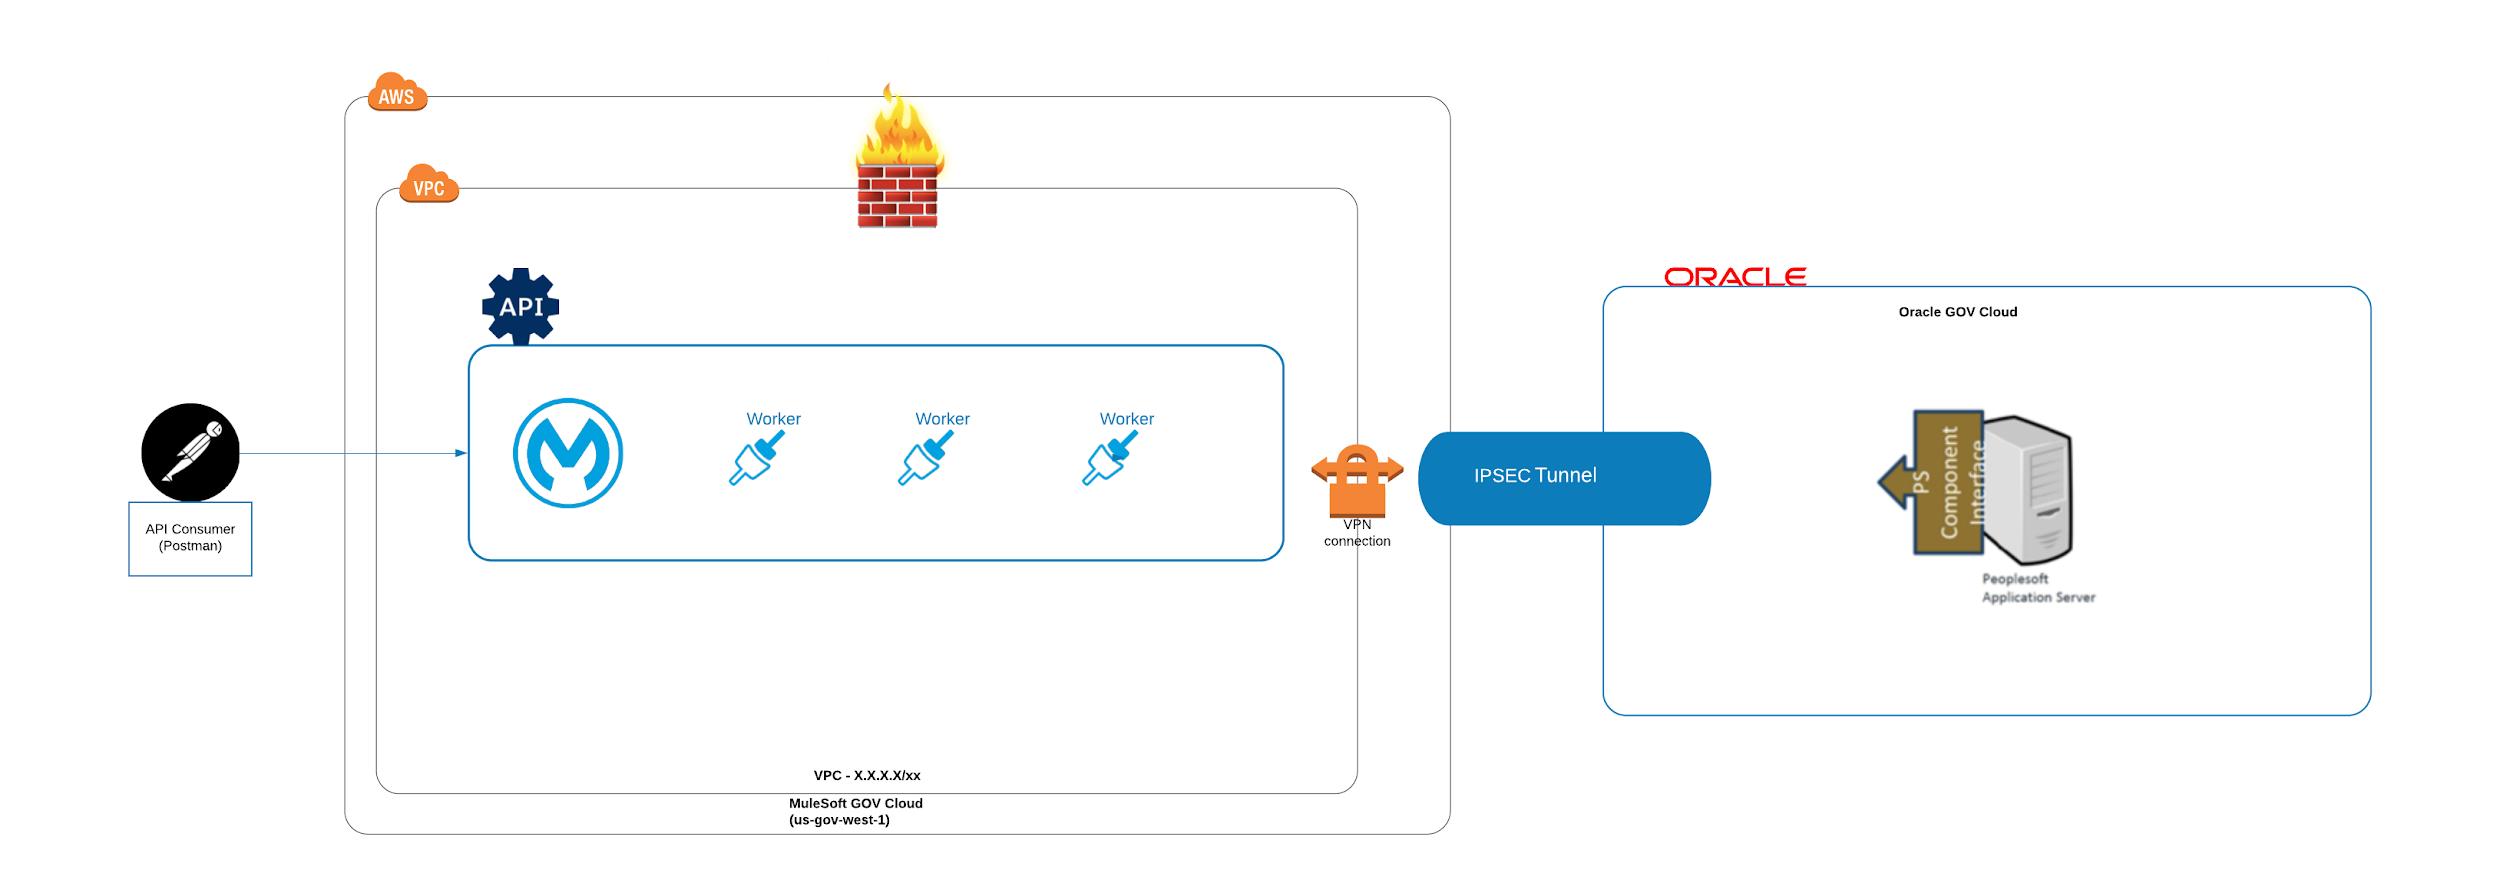 AWS
VPC
API
ORACLE
Oracle GOV Cloud
Worker
Worker
Worker
PS
Component
Interface
IPSEC Tunnel
VPN
connection
API Consumer
(Postman)
Peoplesoft
Application Server
VPC - X.X.X.X/xx
MuleSoft GOV Cloud
(us-gov-west-1)